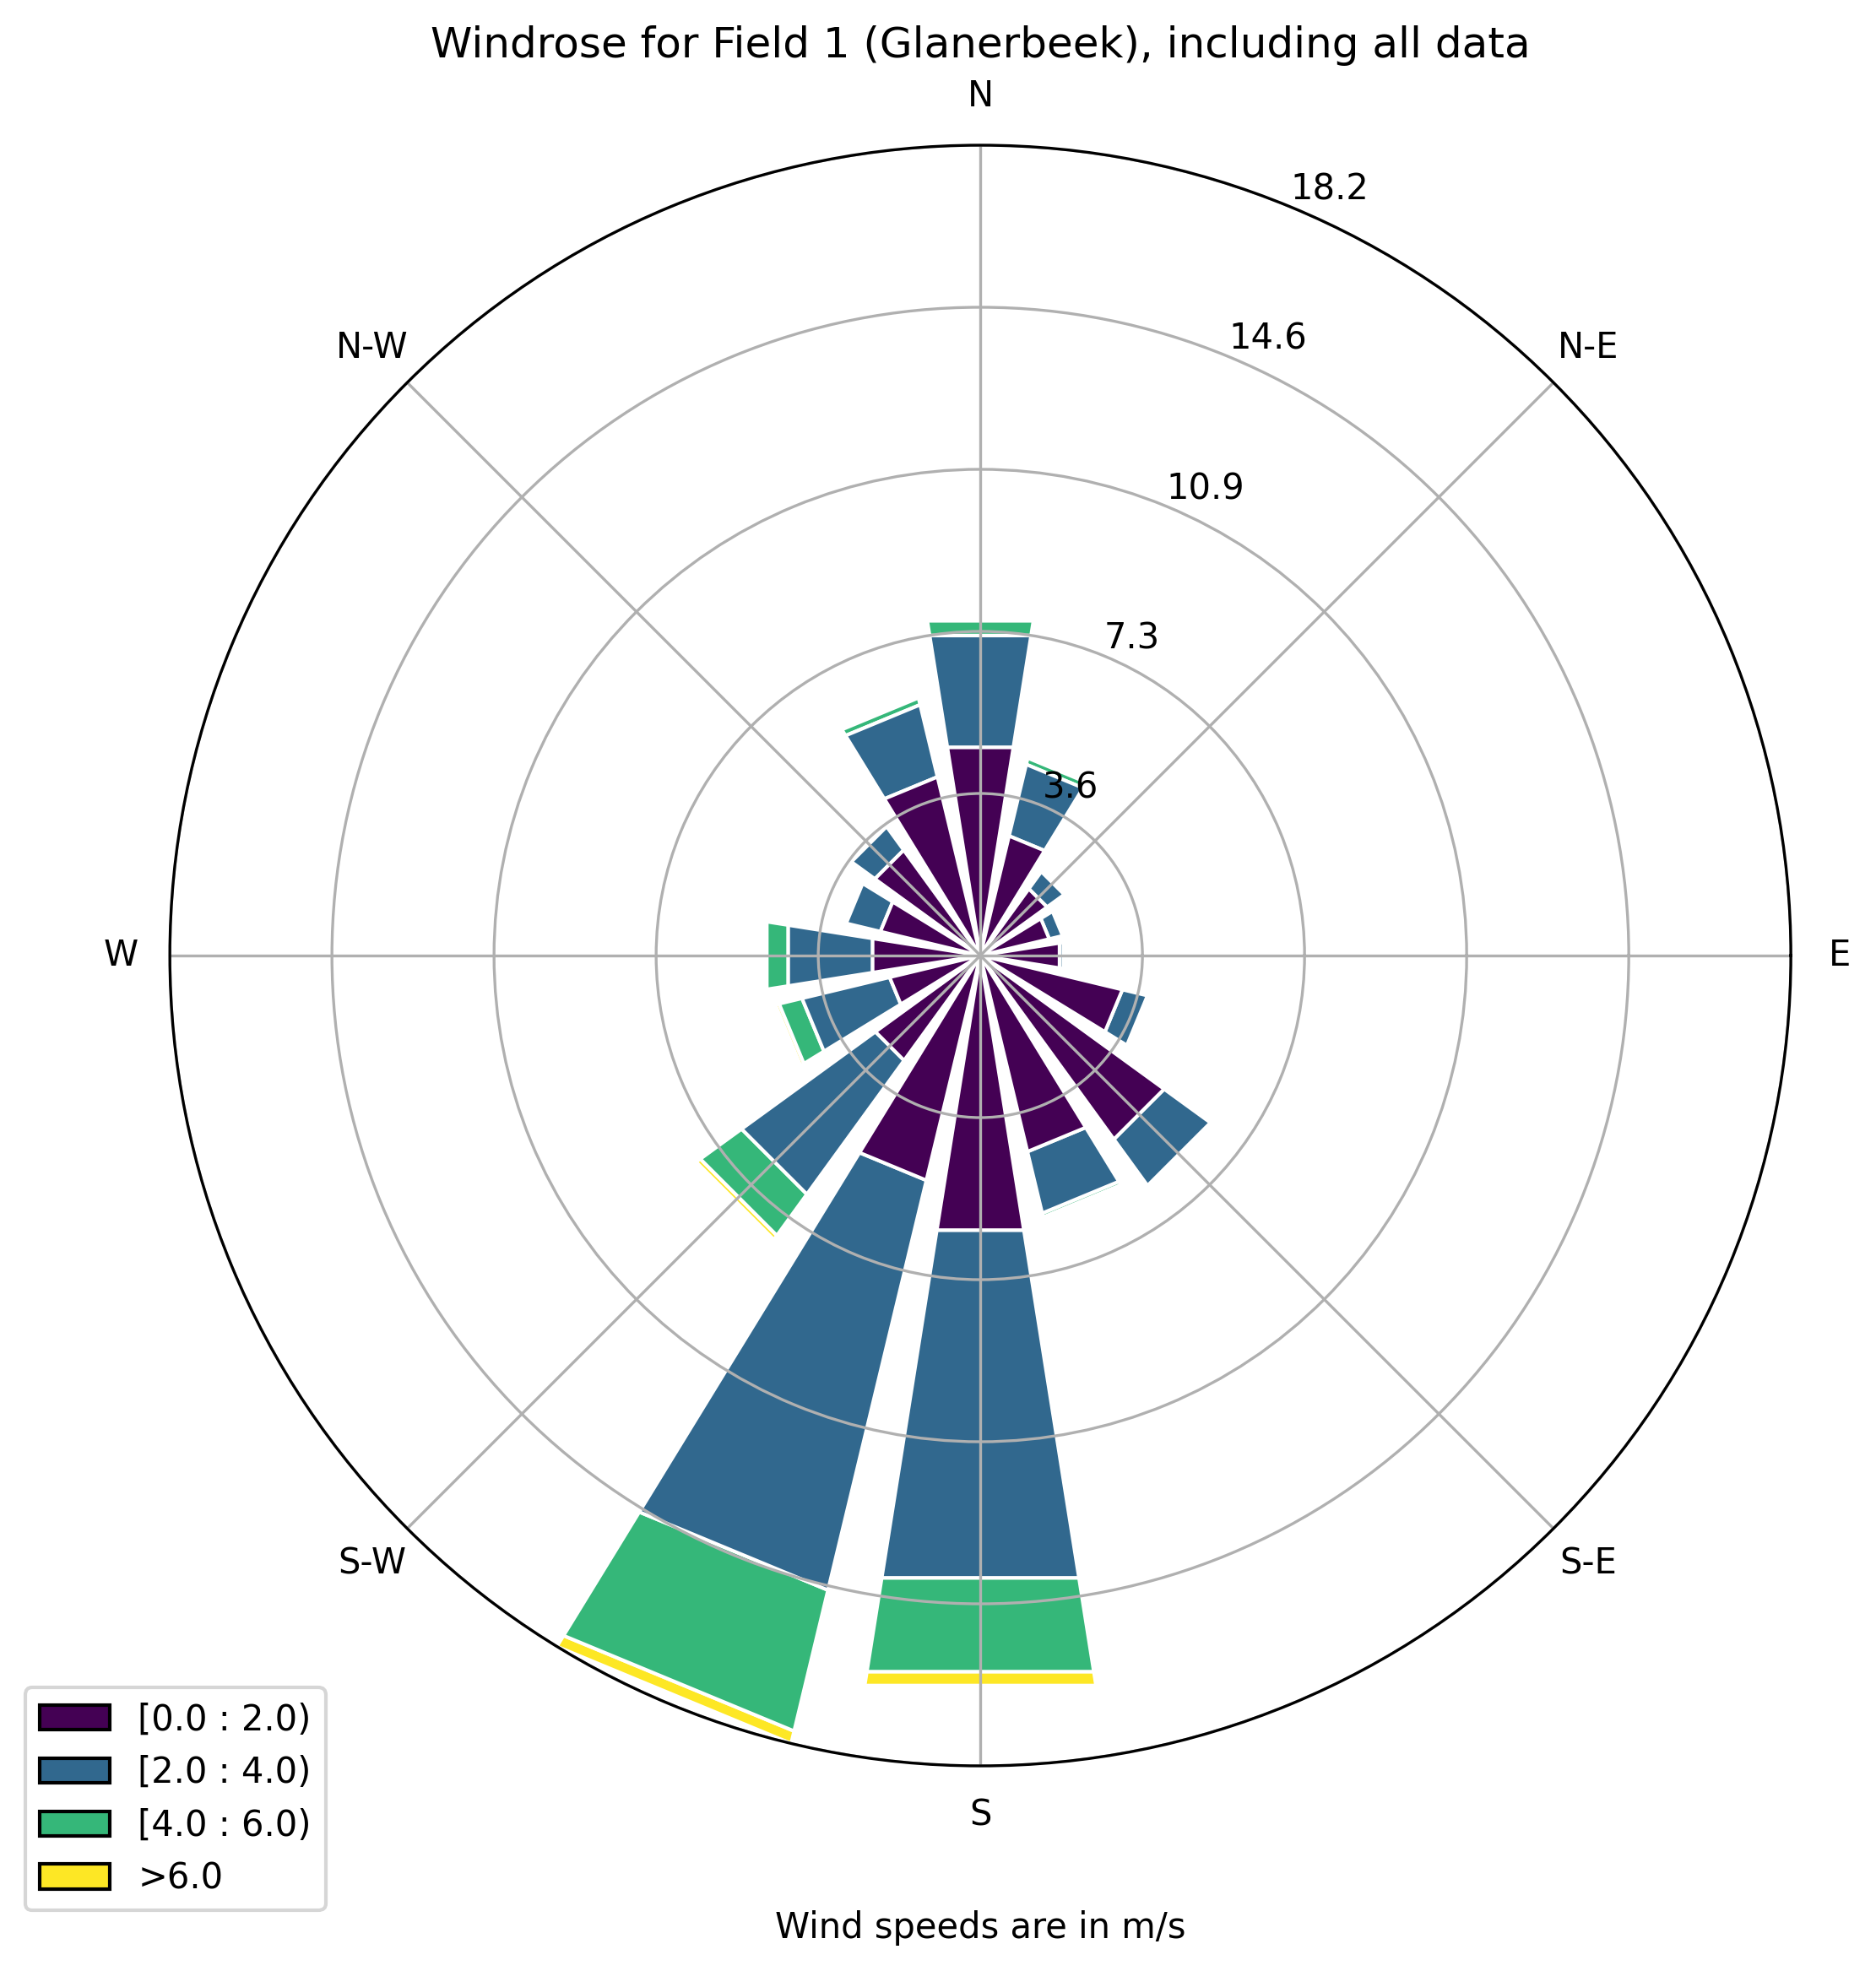 Windrose for Field 1 (Glanerbeek), including all data
N
18.2
14.6
N-W
N-E
10.9
7.3
3.6
W
E
S-W
S-E
[0.0 : 2.0)
[2.0 : 4.0)
S
[4.0 : 6.0)
>6.0
Wind speeds are in m/s